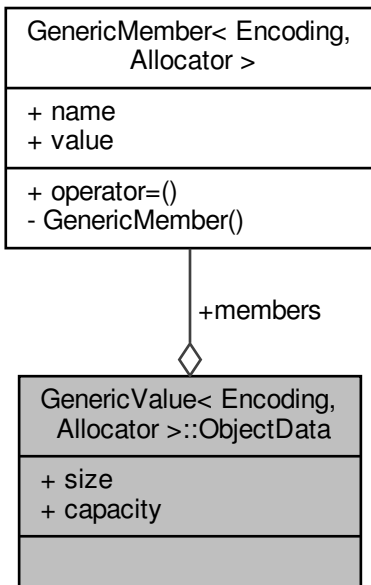 GenericMember< Encoding,
Allocator >
+ name
+ value
+ operator=()
- GenericMember()
+members
GenericValue< Encoding,
Allocator >::ObjectData
+ size
+ capacity